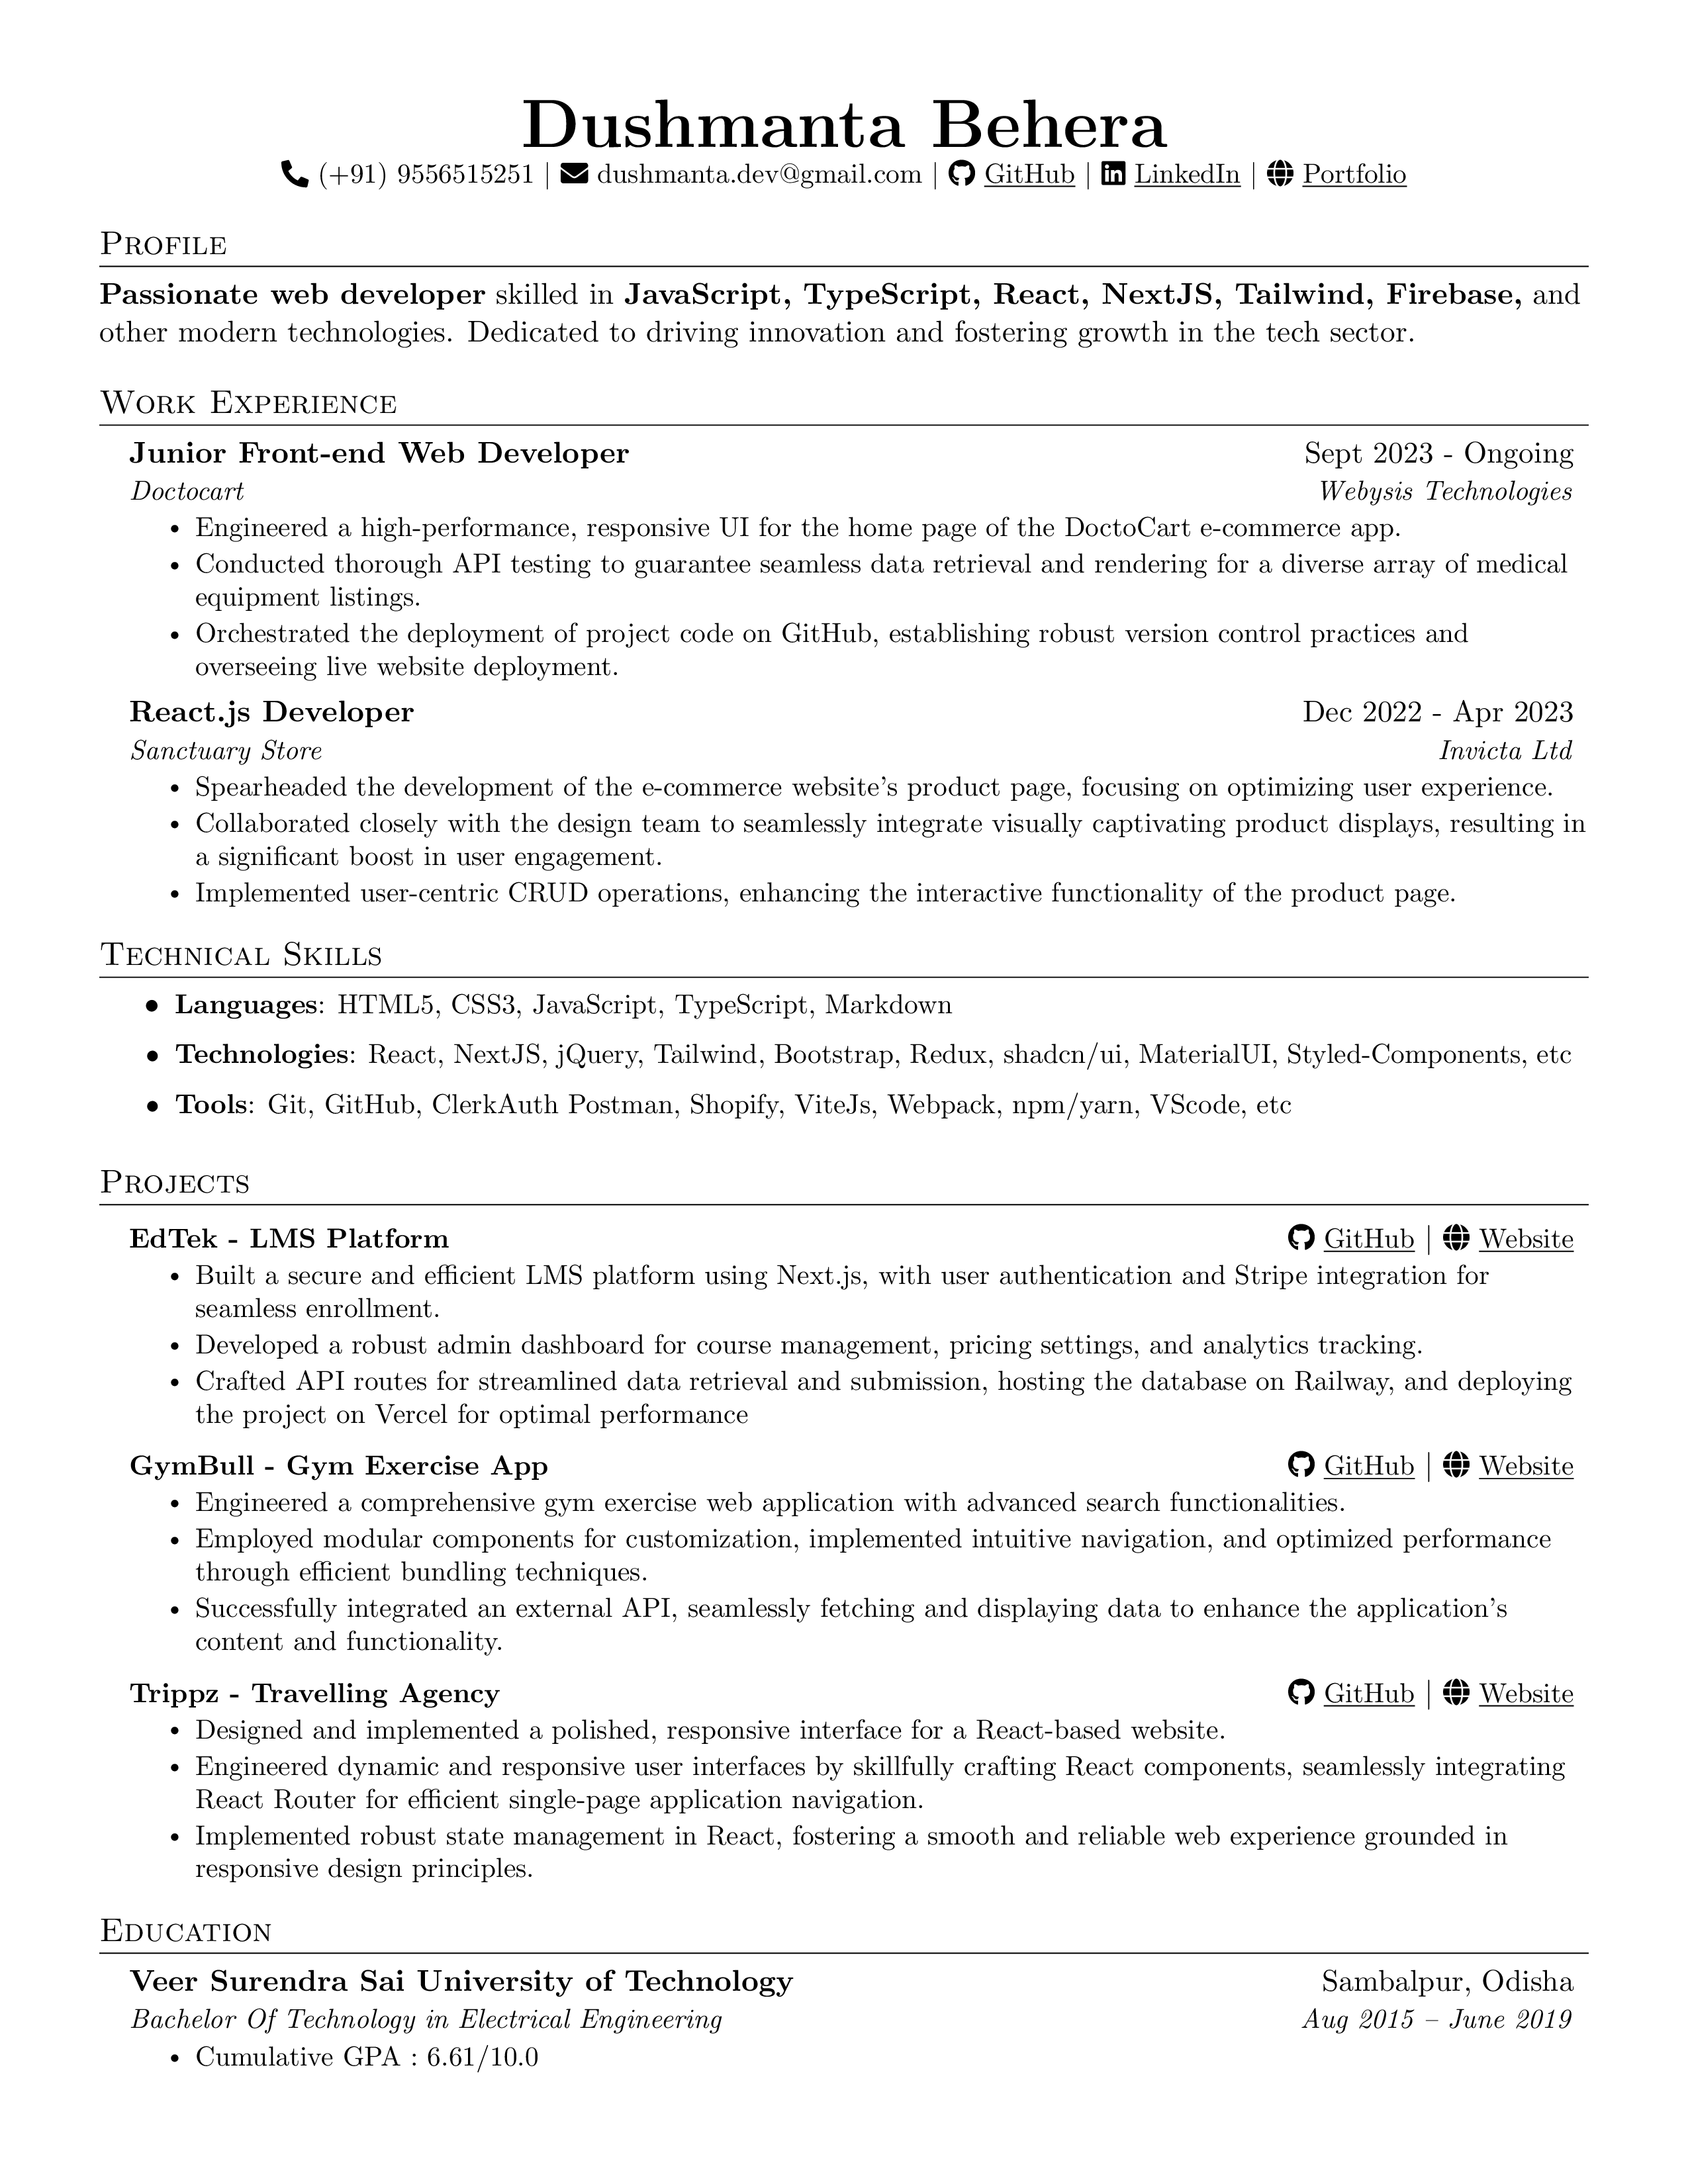 Dushmanta Behera
(+91) 9556515251 | dushmanta.dev@gmail.com | GitHub | LinkedIn | Portfolio
Profile
Passionate web developer skilled in JavaScript, TypeScript, React, NextJS, Tailwind, Firebase, and
other modern technologies. Dedicated to driving innovation and fostering growth in the tech sector.
Work Experience
Junior Front-end Web Developer Sept 2023 - Ongoing
Doctocart Webysis Technologies
• Engineered a high-performance, responsive UI for the home page of the DoctoCart e-commerce app.
• Conducted thorough API testing to guarantee seamless data retrieval and rendering for a diverse array of medical
equipment listings.
• Orchestrated the deployment of project code on GitHub, establishing robust version control practices and
overseeing live website deployment.
React.js Developer Dec 2022 - Apr 2023
Sanctuary Store Invicta Ltd
• Spearheaded the development of the e-commerce website's product page, focusing on optimizing user experience.
• Collaborated closely with the design team to seamlessly integrate visually captivating product displays, resulting in
a significant boost in user engagement.
• Implemented user-centric CRUD operations, enhancing the interactive functionality of the product page.
Technical Skills
• Languages: HTML5, CSS3, JavaScript, TypeScript, Markdown
• Technologies: React, NextJS, jQuery, Tailwind, Bootstrap, Redux, shadcn/ui, MaterialUI, Styled-Components, etc
• Tools: Git, GitHub, ClerkAuth Postman, Shopify, ViteJs, Webpack, npm/yarn, VScode, etc
Projects
EdTek - LMS Platform GitHub | Website
• Built a secure and efficient LMS platform using Next.js, with user authentication and Stripe integration for
seamless enrollment.
• Developed a robust admin dashboard for course management, pricing settings, and analytics tracking.
• Crafted API routes for streamlined data retrieval and submission, hosting the database on Railway, and deploying
the project on Vercel for optimal performance
GymBull - Gym Exercise App GitHub | Website
• Engineered a comprehensive gym exercise web application with advanced search functionalities.
• Employed modular components for customization, implemented intuitive navigation, and optimized performance
through efficient bundling techniques.
• Successfully integrated an external API, seamlessly fetching and displaying data to enhance the application's
content and functionality.
Trippz - Travelling Agency GitHub | Website
• Designed and implemented a polished, responsive interface for a React-based website.
• Engineered dynamic and responsive user interfaces by skillfully crafting React components, seamlessly integrating
React Router for efficient single-page application navigation.
• Implemented robust state management in React, fostering a smooth and reliable web experience grounded in
responsive design principles.
Education
Veer Surendra Sai University of Technology Sambalpur, Odisha
Bachelor Of Technology in Electrical Engineering Aug 2015 – June 2019
• Cumulative GPA : 6.61/10.0